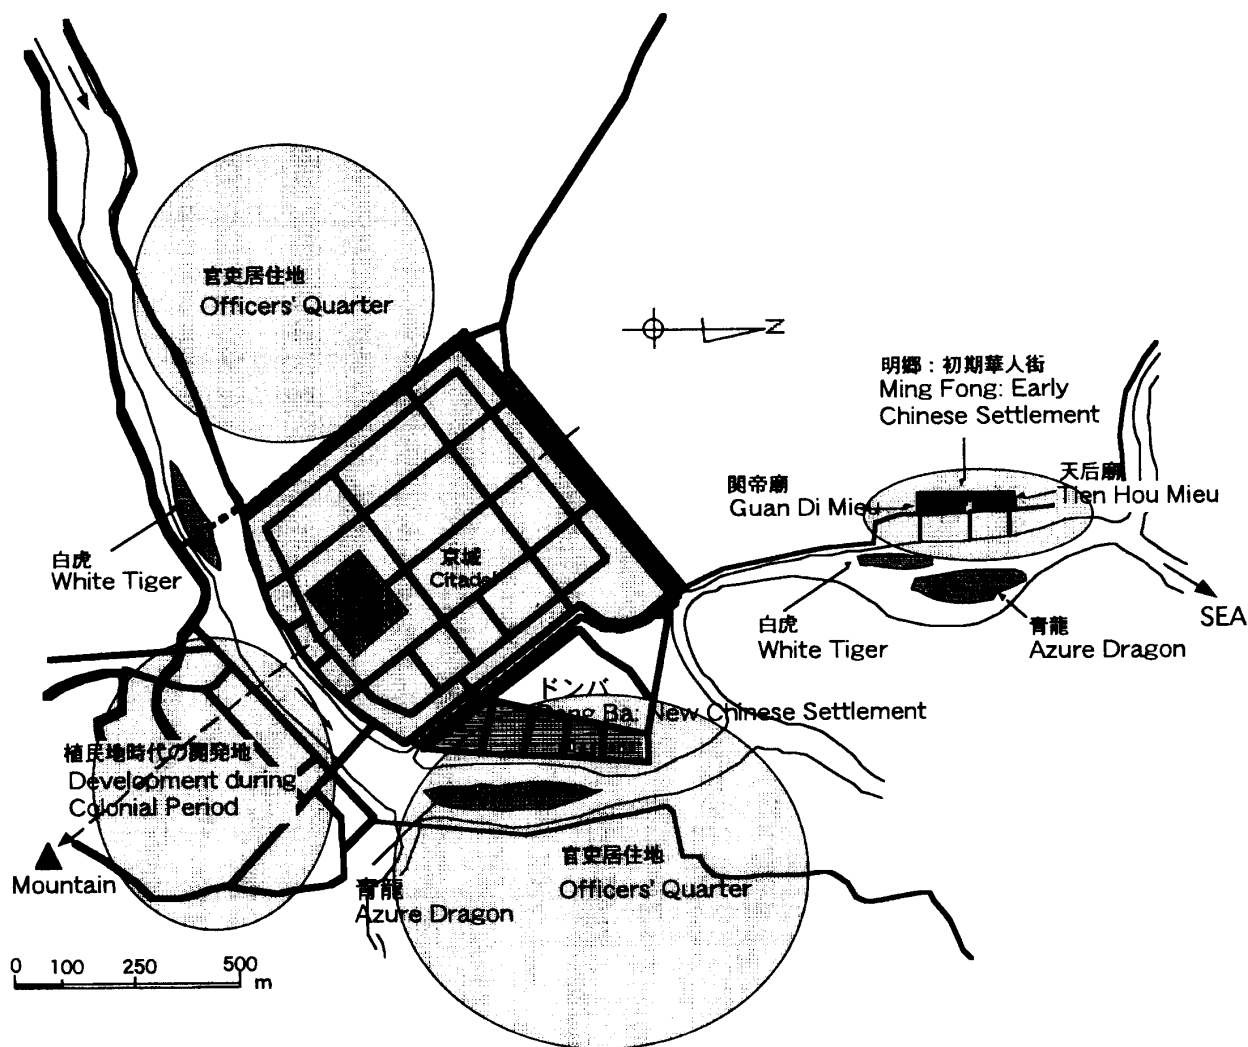 官吏居住地
Officers' Quarter
N
明郷：初期華人街
Ming Fong: Early
Chinese Settlement
関帝廟
Guan Di Mieu
天后廟
Tien Hou Mieu
京城
Citadel
白虎
White Tiger
白虎
White Tiger
青龍
Azure Dragon
SEA
ドンバ
Dong Ba: New Chinese Settlement
植民地時代の開発地
Development during
Colonial Period
Mountain
官吏居住地
Officers' Quarter
青龍
Azure Dragon
0 100 250 500
m